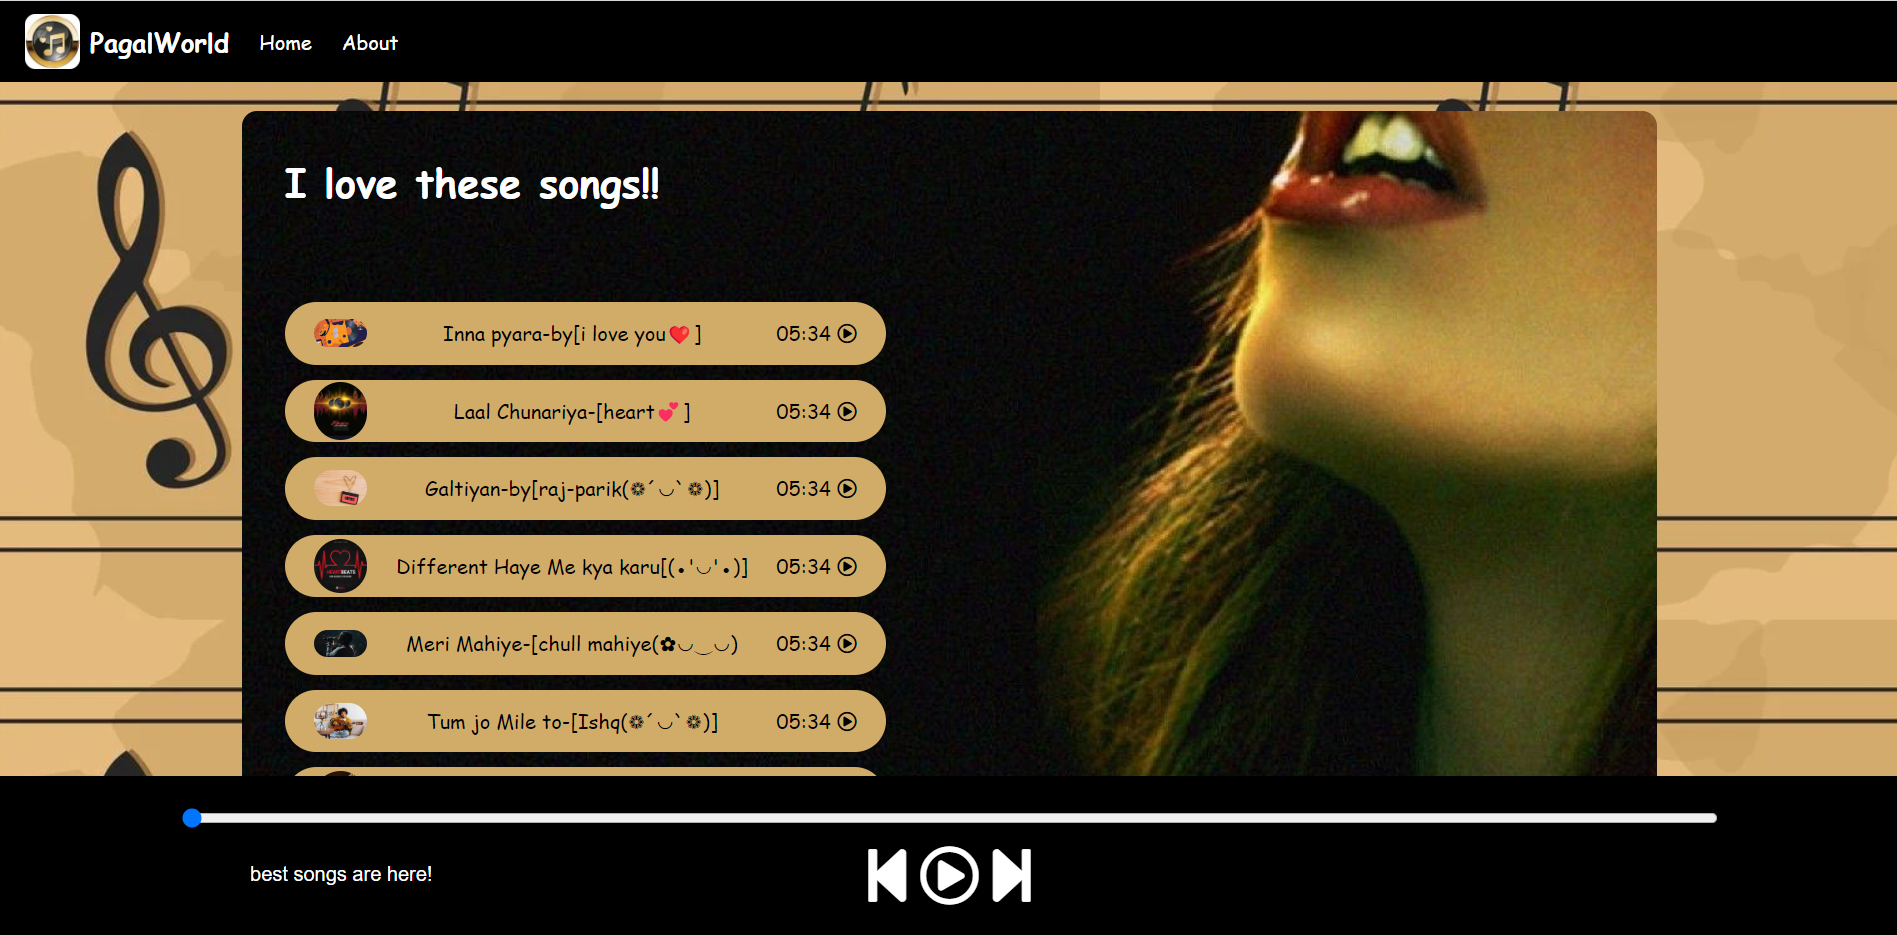 PagalWorld Home About
I love these songs!!
Inna pyara-by[i love you❤️ ] 05:34
Laal Chunariya-[heart💕 ] 05:34
Galtiyan-by[raj-parik(❁´◡`❁)] 05:34
Different Haye Me kya karu[(•'◡'•)] 05:34
HEARTBEATS
Meri Mahiye-[chull mahiye(✿◡‿◡) 05:34
Tum jo Mile to-[Ishq(❁´◡`❁)] 05:34
best songs are here!